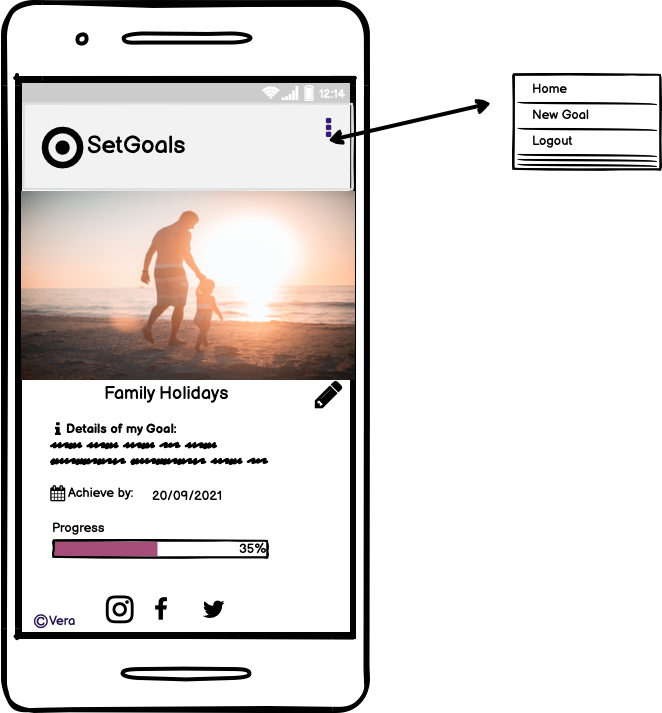 12:14
SetGoals
Home
New Goal
Logout
Family Holidays
Details of my Goal:
Achieve by: 20/09/2021
Progress
35%
©Vera